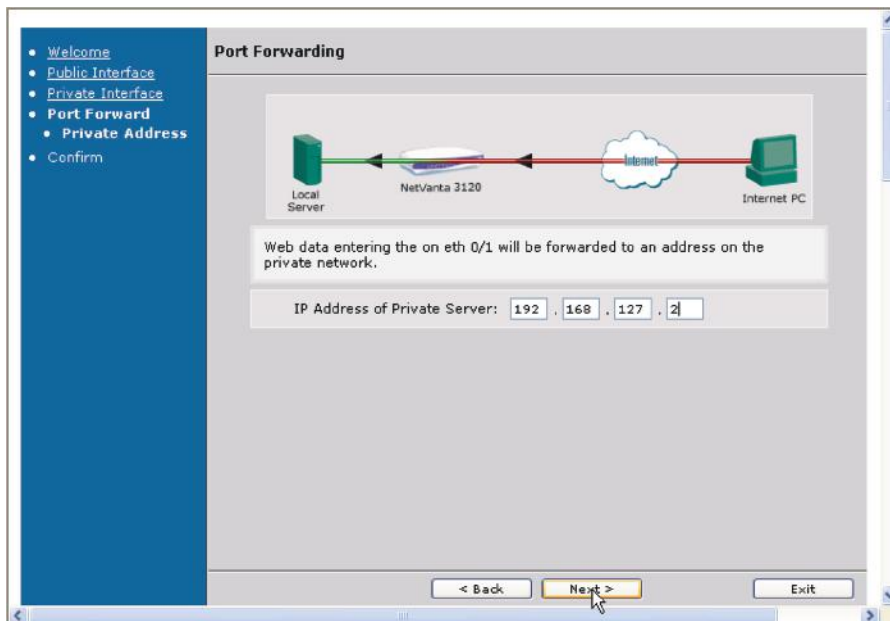 Welcome
Public Interface
Private Interface
Port Forward
Private Address
Confirm
Port Forwarding
Local
Server
NetVanta 3120
Internet
Internet PC
Web data entering the on eth 0/1 will be forwarded to an address on the
private network.
IP Address of Private Server: 192 . 168 . 127 . 2
< Back Next > Exit